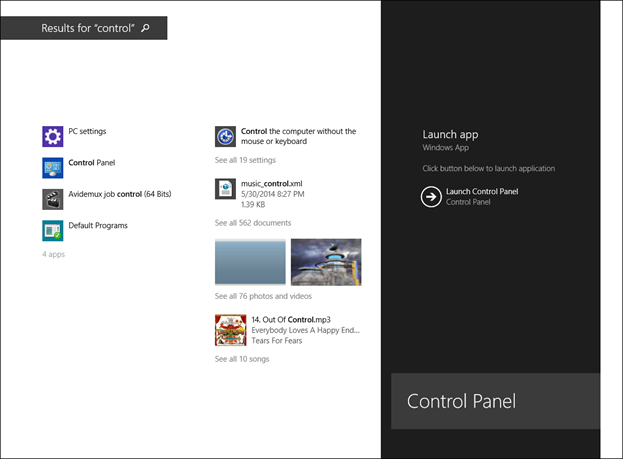 Results for "control"
PC settings
Control Panel
Avidemux job control (64 Bits)
Default Programs
4 apps
Control the computer without the
mouse or keyboard
See all 19 settings
music_control.xml
5/30/2014 8:27 PM
1.39 KB
See all 562 documents
See all 76 photos and videos
14. Out Of Control.mp3
Everybody Loves A Happy End...
Tears For Fears
See all 10 songs
Launch app
Windows App
Click button below to launch application
Launch Control Panel
Control Panel
Control Panel